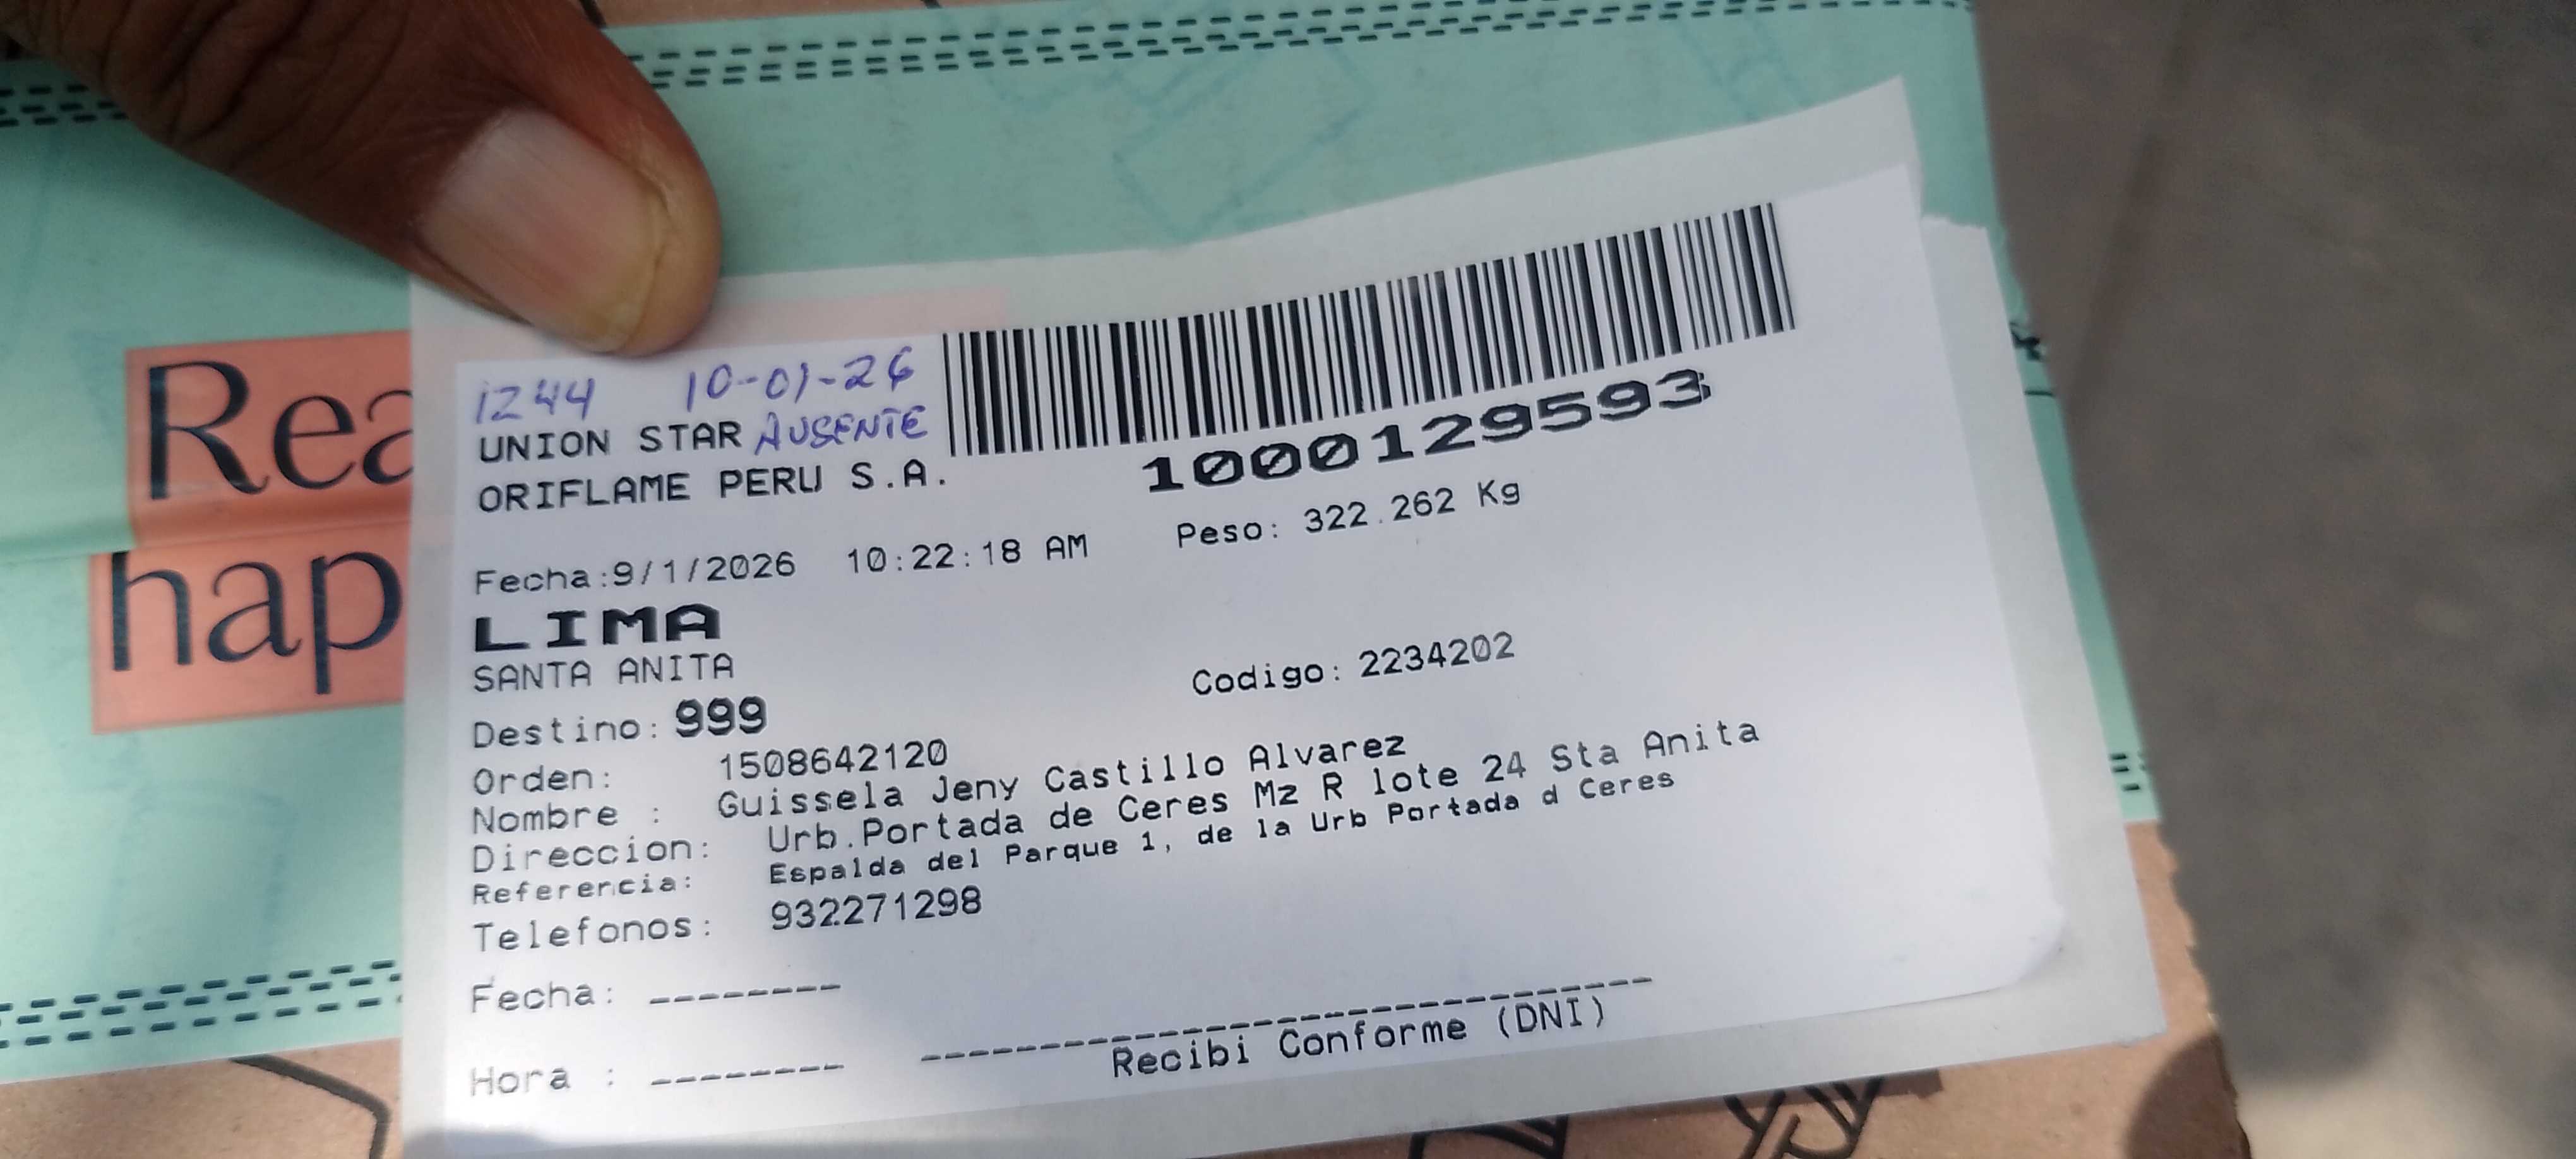 Rea
hap
1244 10-01-26
UNION STAR AUSENTE
ORIFLAME PERU S.A.
1000129593
Fecha:9/1/2026 10:22:18 AM Peso: 322.262 Kg
LIMA
SANTA ANITA
Codigo: 2234202
Destino: 999
Orden: 1508642120
Nombre : Guissela Jeny Castillo Alvarez
Direccion: Urb.Portada de Ceres Mz R lote 24 Sta Anita
Referencia: Espalda del Parque 1, de la Urb Portada d Ceres
Telefonos: 932271298
Fecha: --------
Hora : --------
Recibi Conforme (DNI)